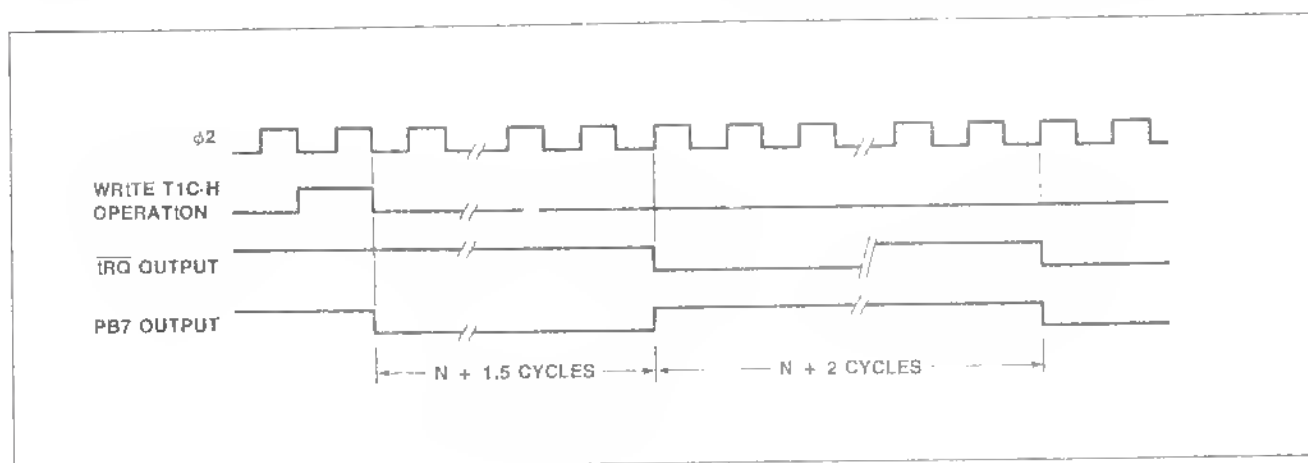 ϕ2
WRITE T1C-H
OPERATION
IRQ OUTPUT
PB7 OUTPUT
N + 1.5 CYCLES
N + 2 CYCLES